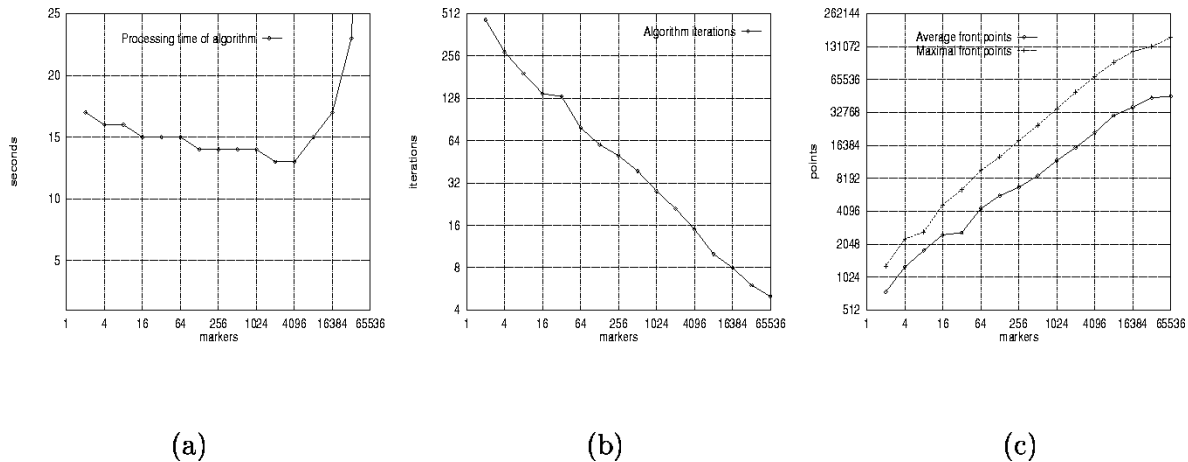 Processing time of algorithm
25
20
15
10
5
seconds
1 4 16 64 256 1024 4096 16384 65536
markers
(a)
Algorithm iterations
512
256
128
64
32
16
8
4
iterations
1 4 16 64 256 1024 4096 16384 65536
markers
(b)
Average front points
Maximal front points
262144
131072
65536
32768
16384
8192
4096
2048
1024
512
points
1 4 16 64 256 1024 4096 16384 65536
markers
(c)